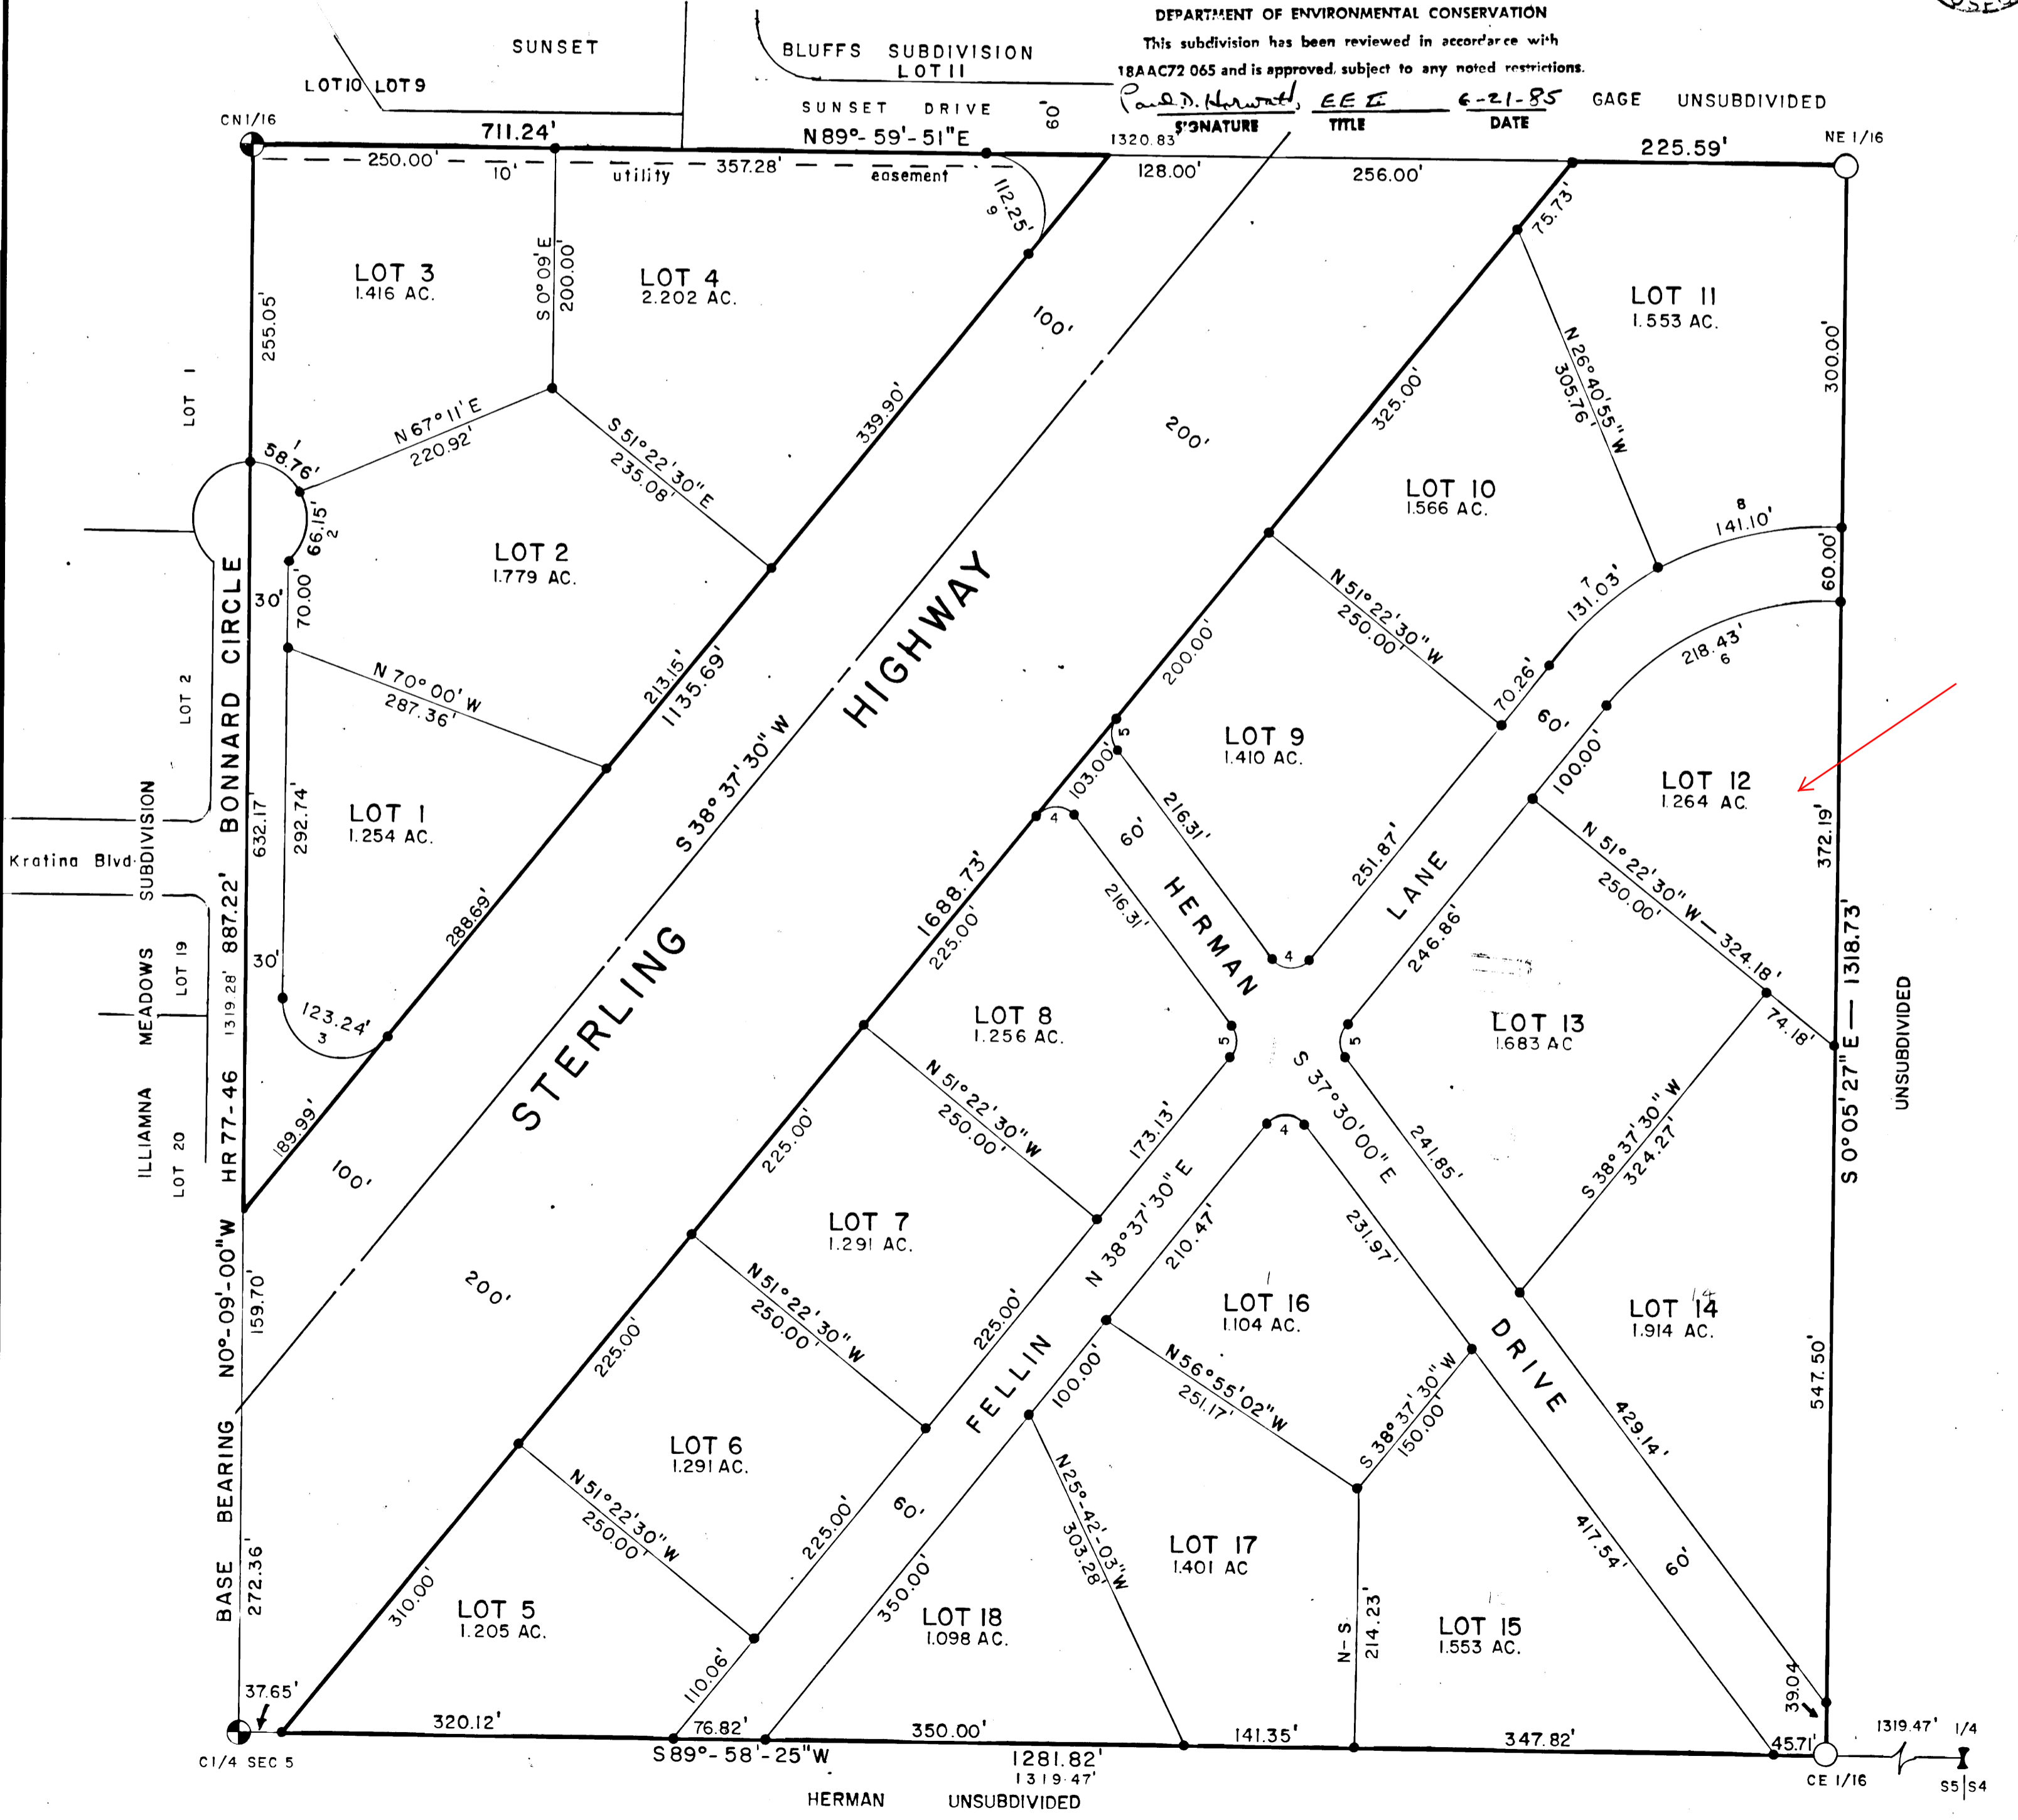 DEPARTMENT OF ENVIRONMENTAL CONSERVATION
This subdivision has been reviewed in accordance with
18AAC72 065 and is approved, subject to any noted restrictions.
Paul D. EE II 6-21-85
SIGNATURE TITLE DATE
GAGE UNSUBDIVIDED
SUNSET
BLUFFS SUBDIVISION
LOT 11
LOT 10 LOT 9
SUNSET DRIVE
60'
CN1/16
711.24'
N 89°-59'-51"E
1320.83'
225.59'
NE 1/16
250.00'
10'
utility
357.28'
easement
128.00'
256.00'
112.25'
9
75.73'
S 0°09' E
200.00'
LOT 3
1.416 AC.
LOT 4
2.202 AC.
LOT 11
1.553 AC.
255.05'
300.00'
100'
N 26°40'55" W
305.76'
LOT 1
339.90'
325.00'
200'
N 67°11' E
220.92'
1
58.76'
S 51°22'30" E
235.08'
66.15'
2
LOT 10
1.566 AC.
8
141.10'
LOT 2
1.779 AC.
60.00'
7
131.03'
30'
70.00'
N 51°22'30" W
250.00'
218.43'
6
BONNARD CIRCLE
HIGHWAY
200.00'
N 70°00' W
287.36'
213.15'
1135.69'
70.26'
60'
LOT 2
S 38° 37' 30" W
5
LOT 9
1.410 AC.
100.00'
LOT 12
1.264 AC.
103.00'
LOT 1
1.254 AC.
632.17'
292.74'
4
60'
216.31'
251.87'
N 51°22'30" W — 324.18'
250.00'
372.19'
Kratina Blvd.
SUBDIVISION
288.69'
1688.73'
225.00'
216.31'
HERMAN
LANE
246.86'
887.22'
1319.28'
30'
MEADOWS
LOT 19
4
74.18'
S 0°05'27" E — 1318.73'
UNSUBDIVIDED
123.24'
3
STERLING
LOT 8
1.256 AC.
5
5
LOT 13
1.683 AC
HR 77-46
189.99'
ILLIAMNA
LOT 20
N 51°22'30" W
250.00'
S 37°30'00" E
173.13'
4
241.85'
S 38°37'30" W
324.27'
100'
225.00'
LOT 7
1.291 AC.
N 38°37'30" E
210.47'
231.97'
159.70'
200'
N 51°22'30" W
250.00'
LOT 16
1.104 AC.
14
LOT 14
1.914 AC.
225.00'
225.00'
FELLIN
100.00'
N 56°55'02" W
251.17'
S 38°37'30" W
150.00'
DRIVE
547.50'
BASE BEARING N0°-09'-00"W
429.14'
LOT 6
1.291 AC.
N 25°-42'-03" W
303.28'
N 51°22'30" W
250.00'
60'
225.00'
LOT 17
1.401 AC
417.54'
60'
272.36'
310.00'
350.00'
LOT 5
1.205 AC.
LOT 18
1.098 AC.
N-S
214.23'
LOT 15
1.553 AC.
110.06'
37.65'
39.04
320.12'
76.82'
350.00'
141.35'
347.82'
45.71'
1319.47' 1/4
S 89°-58'-25" W
1281.82'
1319.47'
C1/4 SEC 5
CE 1/16
S5 S4
HERMAN UNSUBDIVIDED